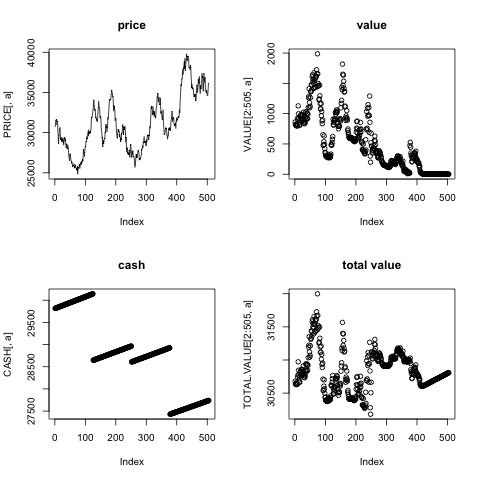 price
PRICE[, a]
25000 30000 35000 40000
0 100 200 300 400 500
Index
value
VALUE[2:505, a]
0 500 1000 2000
0 100 200 300 400 500
Index
cash
CASH[, a]
27500 28500 29500
0 100 200 300 400 500
Index
total value
TOTAL.VALUE[2:505, a]
30500 31500
0 100 200 300 400 500
Index